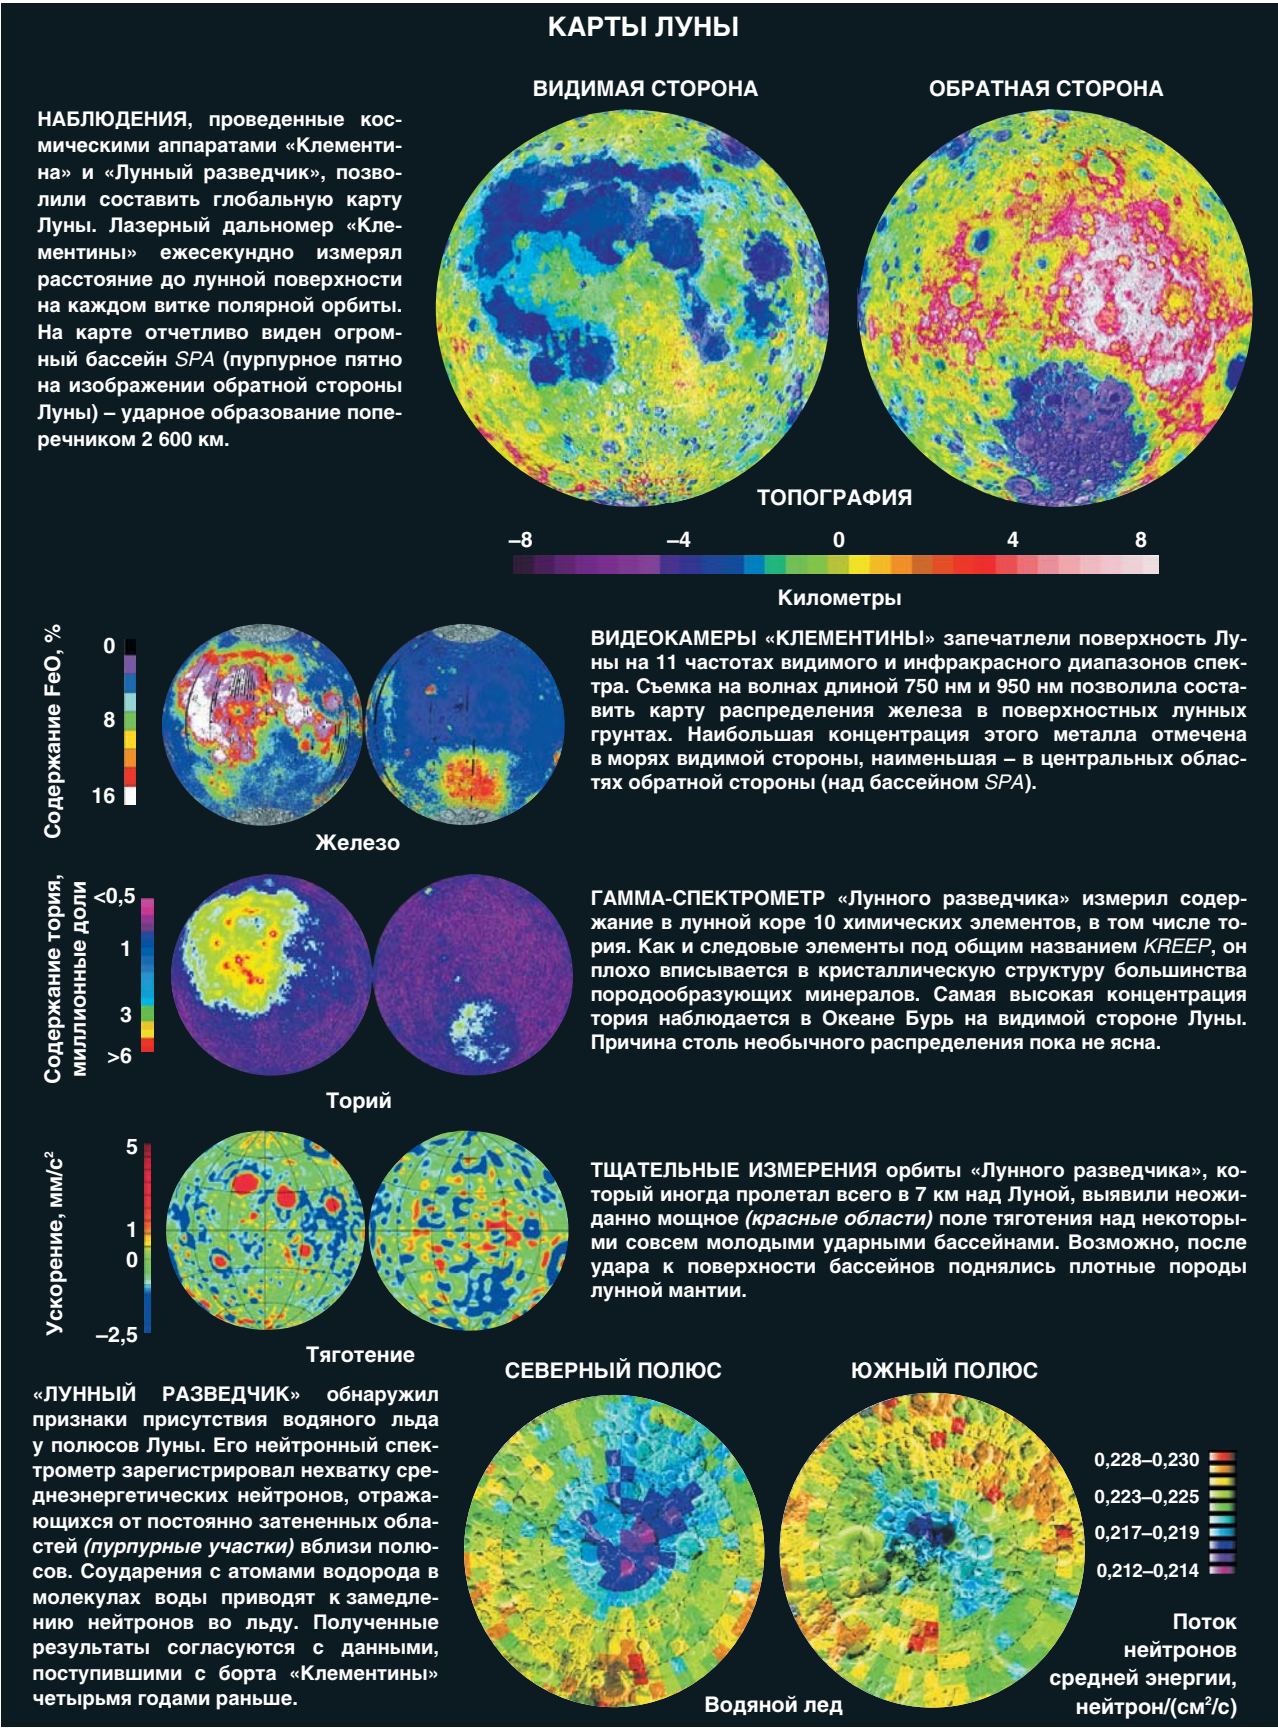 КАРТЫ ЛУНЫ
ВИДИМАЯ СТОРОНА
ОБРАТНАЯ СТОРОНА
НАБЛЮДЕНИЯ, проведенные кос-
мическими аппаратами «Клементи-
на» и «Лунный разведчик», позво-
лили составить глобальную карту
Луны. Лазерный дальномер «Кле-
ментины» ежесекундно измерял
расстояние до лунной поверхности
на каждом витке полярной орбиты.
На карте отчетливо виден огром-
ный бассейн SPA (пурпурное пятно
на изображении обратной стороны
Луны) – ударное образование попе-
речником 2 600 км.
ТОПОГРАФИЯ
–8 –4 0 4 8
Километры
Содержание FeO, %
0
8
16
Железо
ВИДЕОКАМЕРЫ «КЛЕМЕНТИНЫ» запечатлели поверхность Лу-
ны на 11 частотах видимого и инфракрасного диапазонов спек-
тра. Съемка на волнах длиной 750 нм и 950 нм позволила соста-
вить карту распределения железа в поверхностных лунных
грунтах. Наибольшая концентрация этого металла отмечена
в морях видимой стороны, наименьшая – в центральных облас-
тях обратной стороны (над бассейном SPA).
Содержание тория,
миллионные доли
<0,5
1
3
>6
Торий
ГАММА-СПЕКТРОМЕТР «Лунного разведчика» измерил содер-
жание в лунной коре 10 химических элементов, в том числе то-
рия. Как и следовые элементы под общим названием KREEP, он
плохо вписывается в кристаллическую структуру большинства
породообразующих минералов. Самая высокая концентрация
тория наблюдается в Океане Бурь на видимой стороне Луны.
Причина столь необычного распределения пока не ясна.
Ускорение, мм/с²
5
1
0
–2,5
Тяготение
ТЩАТЕЛЬНЫЕ ИЗМЕРЕНИЯ орбиты «Лунного разведчика», ко-
торый иногда пролетал всего в 7 км над Луной, выявили неожи-
данно мощное (красные области) поле тяготения над некоторы-
ми совсем молодыми ударными бассейнами. Возможно, после
удара к поверхности бассейнов поднялись плотные породы
лунной мантии.
«ЛУННЫЙ РАЗВЕДЧИК» обнаружил
признаки присутствия водяного льда
у полюсов Луны. Его нейтронный спек-
трометр зарегистрировал нехватку сре-
днеэнергетических нейтронов, отража-
ющихся от постоянно затененных обла-
стей (пурпурные участки) вблизи полю-
сов. Соударения с атомами водорода в
молекулах воды приводят к замедле-
нию нейтронов во льду. Полученные
результаты согласуются с данными,
поступившими с борта «Клементины»
четырьмя годами раньше.
СЕВЕРНЫЙ ПОЛЮС
ЮЖНЫЙ ПОЛЮС
0,228–0,230
0,223–0,225
0,217–0,219
0,212–0,214
Поток
нейтронов
средней энергии,
нейтрон/(см²/с)
Водяной лед